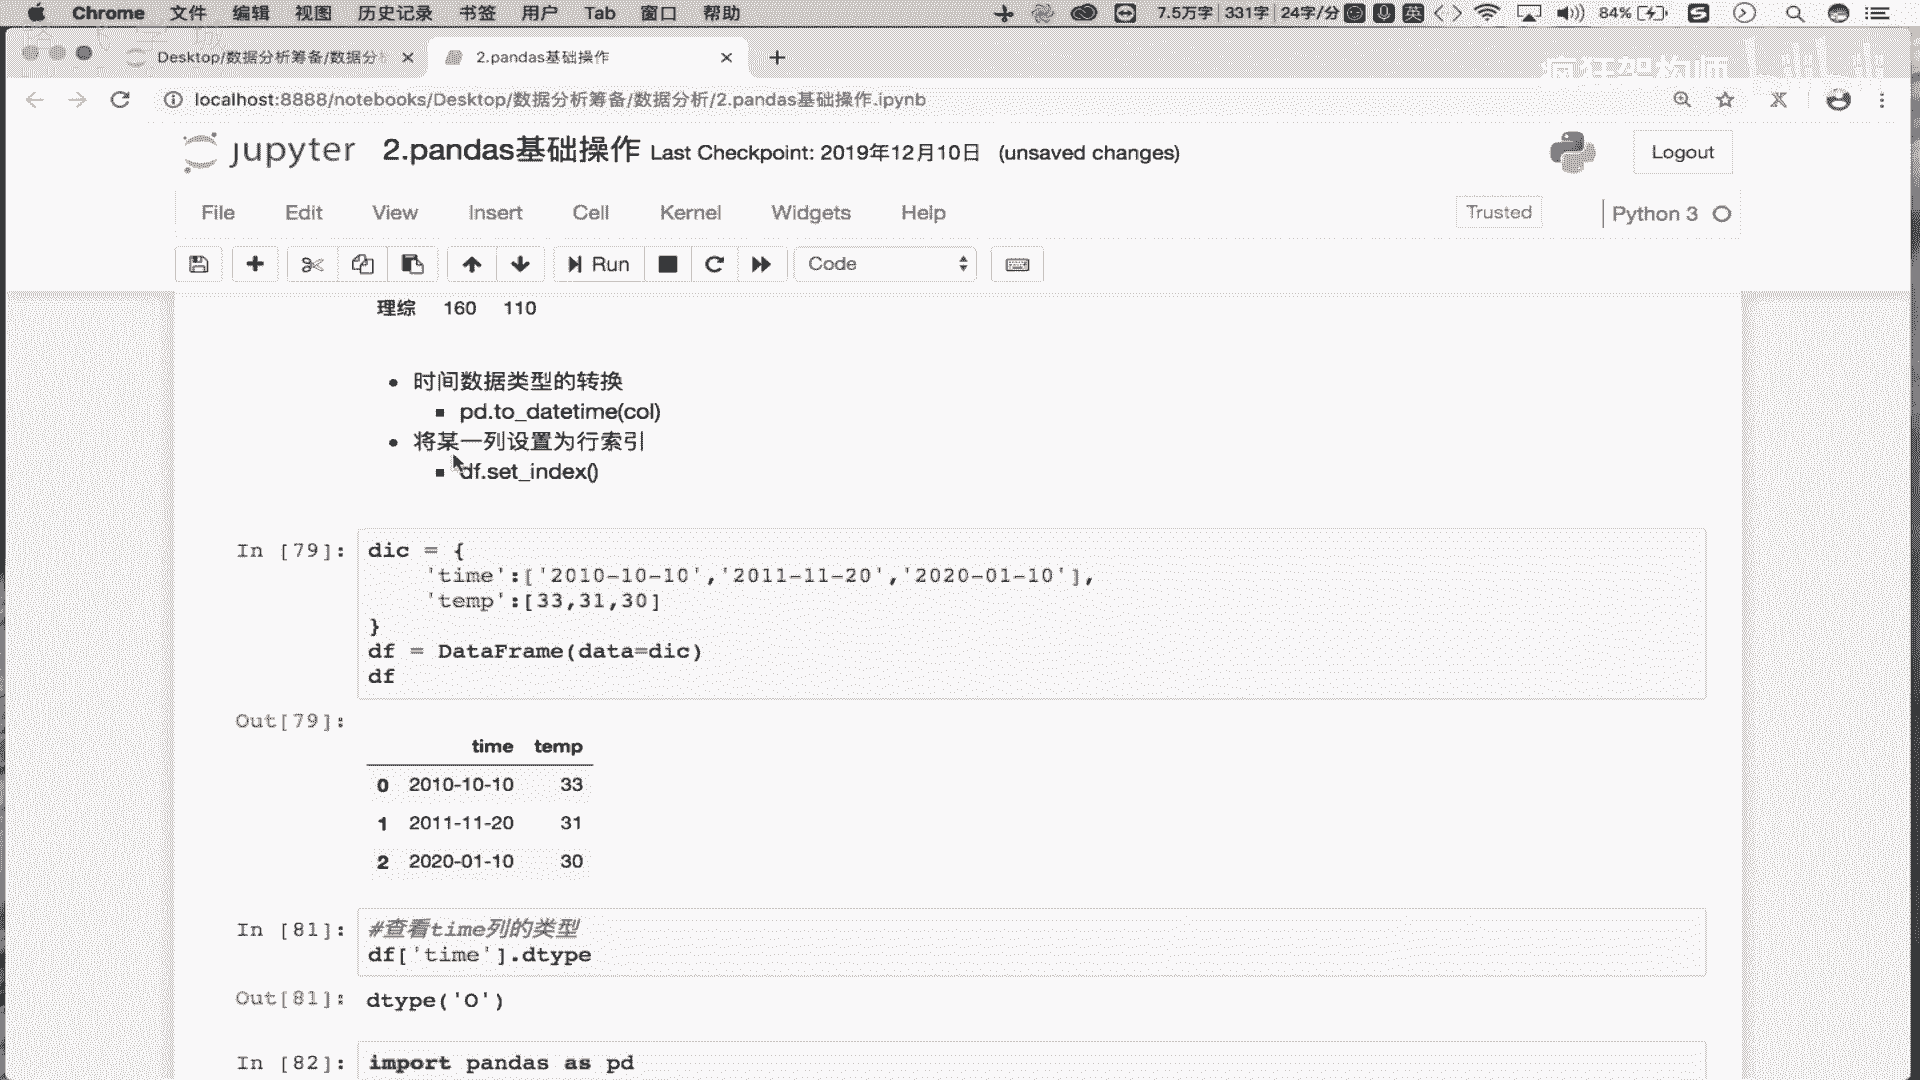 Chrome 文件 编辑 视图 历史记录 书签 用户 Tab 窗口 帮助 7.5万字 331字 24字/分 英 84%
Desktop/数据分析筹备/数据分析 2.pandas基础操作
疯狂架构师 bilibili
localhost:8888/notebooks/Desktop/数据分析筹备/数据分析/2.pandas基础操作.ipynb
jupyter 2.pandas基础操作 Last Checkpoint: 2019年12月10日 (unsaved changes) Logout
File Edit View Insert Cell Kernel Widgets Help Trusted Python 3
Run Code
理综 160 110
时间数据类型的转换
pd.to_datetime(col)
将某一列设置为行索引
df.set_index()
In [79]: dic = {
'time':['2010-10-10','2011-11-20','2020-01-10'],
'temp':[33,31,30]
}
df = DataFrame(data=dic)
df
Out[79]:
time temp
0 2010-10-10 33
1 2011-11-20 31
2 2020-01-10 30
In [81]: #查看time列的类型
df['time'].dtype
Out[81]: dtype('O')
In [82]: import pandas as pd